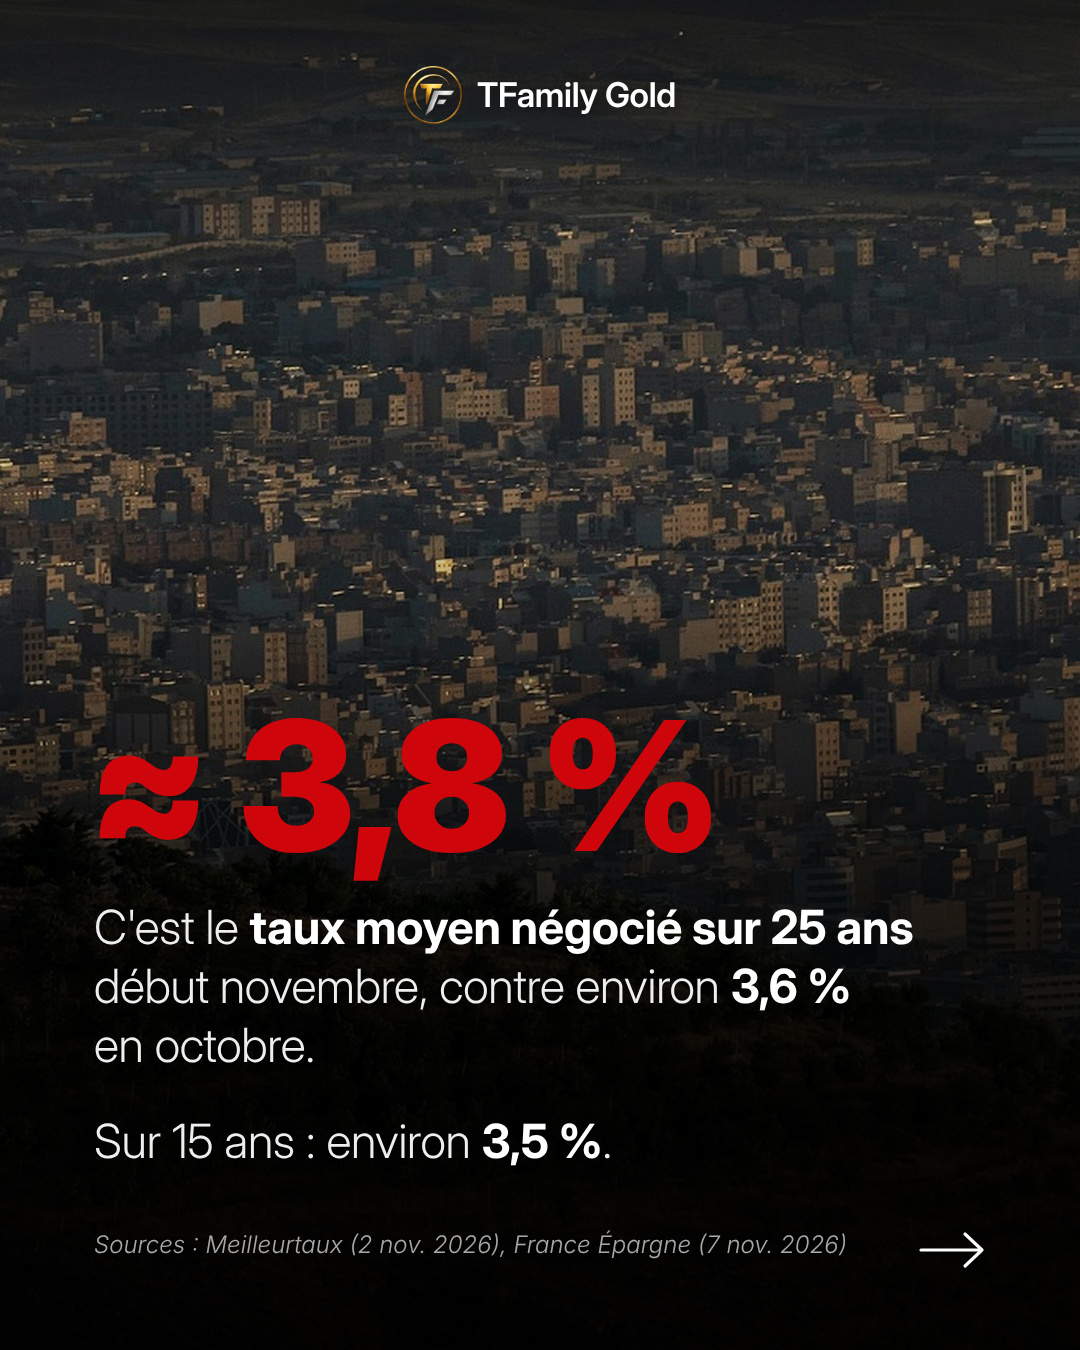 TF
TFamily Gold
≈ 3,8 %
C'est le taux moyen négocié sur 25 ans
début novembre, contre environ 3,6 %
en octobre.
Sur 15 ans : environ 3,5 %.
Sources : Meilleurtaux (2 nov. 2026), France Épargne (7 nov. 2026)